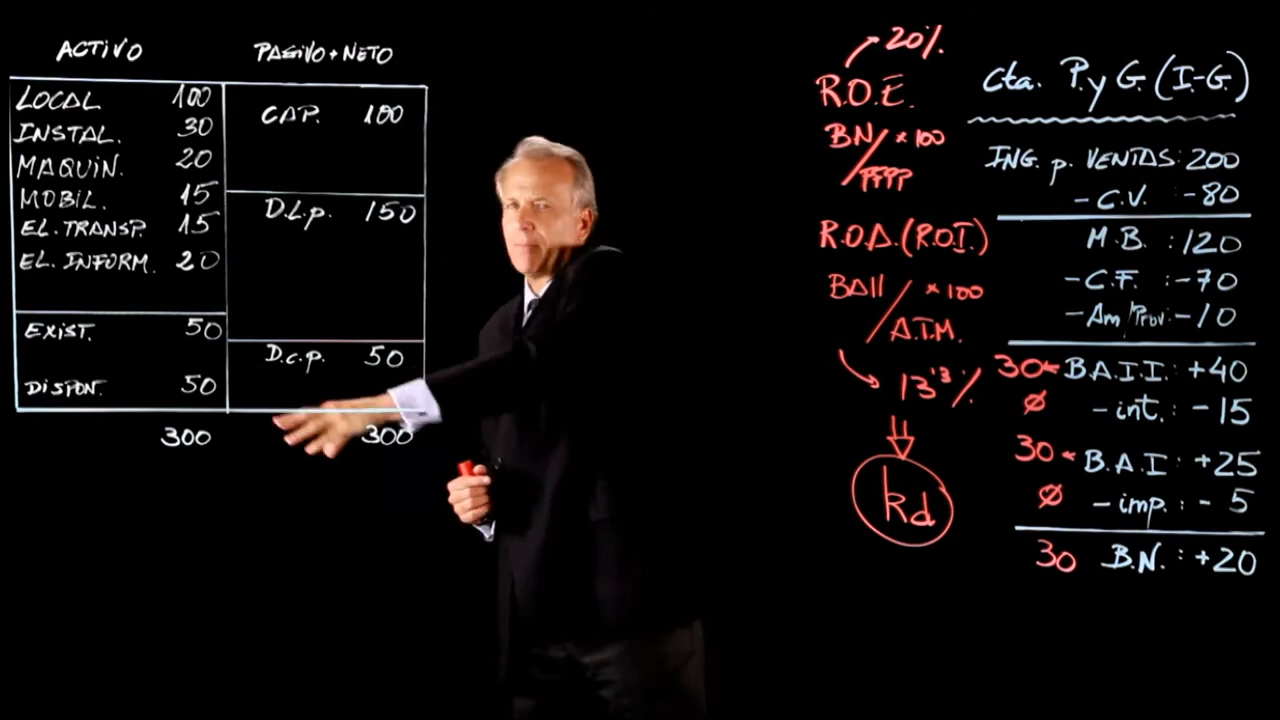 ACTIVO
PASIVO + NETO
LOCAL 100
INSTAL. 30
MAQUIN. 20
MOBIL. 15
EL. TRANSP. 15
EL. INFORM. 20
EXIST. 50
DISPON. 50
300
CAP. 100
D.L.p. 150
D.c.p. 50
300
20%
R.O.E.
BN/ × 100
PFPP
R.O.A. (R.O.I.)
BAII / × 100
A.T.M.
13'3 %
kd
Cta. P y G. (I-G.)
ING. p. VENTAS: 200
- C.V. : -80
M.B. : 120
- C.F. : -70
- Am/Prov: -10
30 B.A.I.I. : +40
Ø - int. : -15
30 B.A.I : +25
Ø - imp. : - 5
30 B.N. : +20